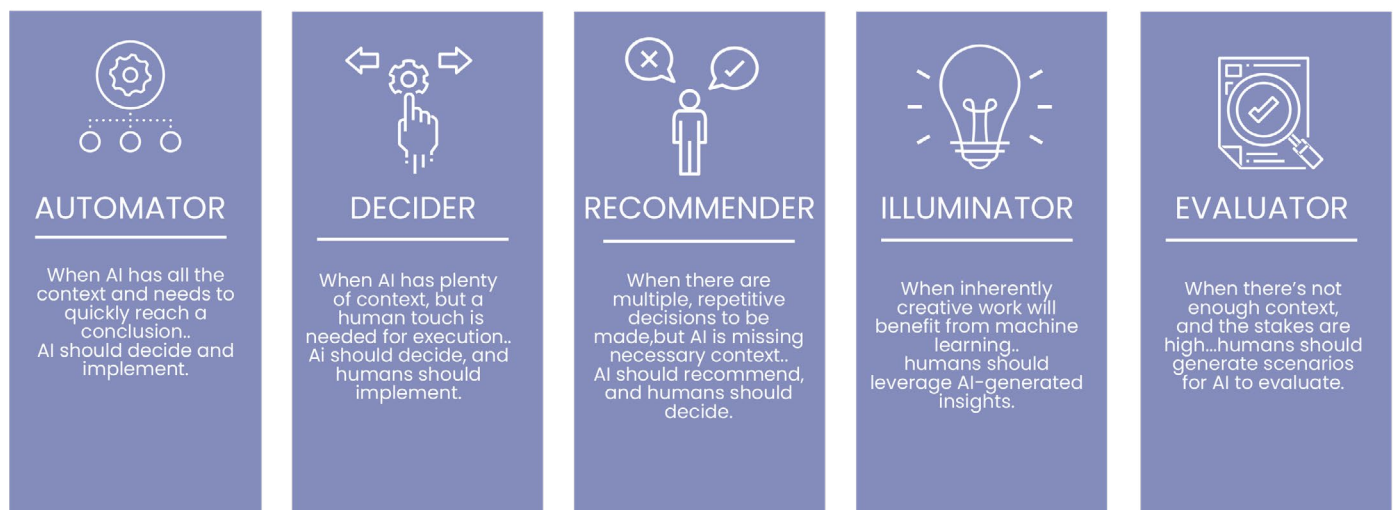 AUTOMATOR
When AI has all the
context and needs to
quickly reach a
conclusion..
AI should decide and
implement.
DECIDER
When AI has plenty
of context, but a
human touch is
needed for execution..
Ai should decide, and
humans should
implement.
RECOMMENDER
When there are
multiple, repetitive
decisions to be
made,but AI is missing
necessary context..
AI should recommend,
and humans should
decide.
ILLUMINATOR
When inherently
creative work will
benefit from machine
learning..
humans should
leverage AI-generated
insights.
EVALUATOR
When there’s not
enough context,
and the stakes are
high...humans should
generate scenarios
for AI to evaluate.